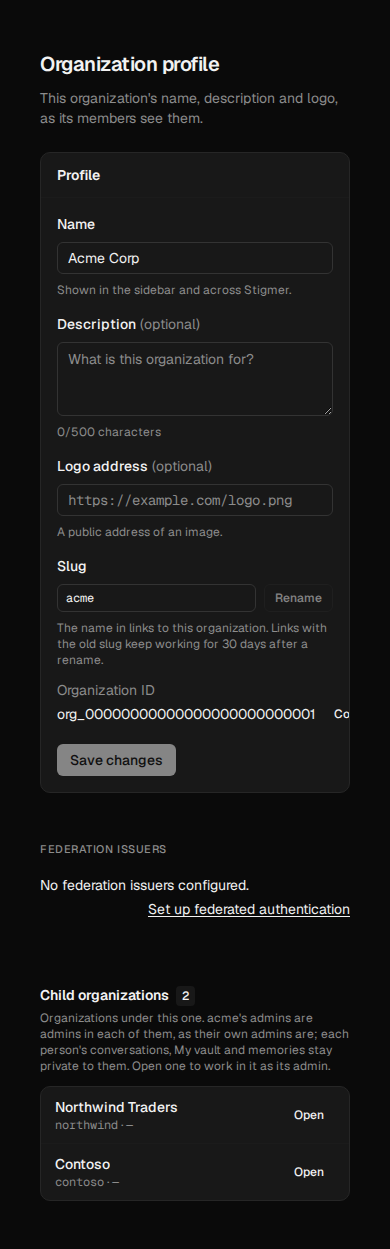 Organization profile
This organization's name, description and logo,
as its members see them.
Profile
Name
Acme Corp
Shown in the sidebar and across Stigmer.
Description (optional)
What is this organization for?
0/500 characters
Logo address (optional)
https://example.com/logo.png
A public address of an image.
Slug
acme
Rename
The name in links to this organization. Links with
the old slug keep working for 30 days after a
rename.
Organization ID
org_00000000000000000000000001 Co
Save changes
FEDERATION ISSUERS
No federation issuers configured.
Set up federated authentication
Child organizations 2
Organizations under this one. acme's admins are
admins in each of them, as their own admins are; each
person's conversations, My vault and memories stay
private to them. Open one to work in it as its admin.
Northwind Traders
northwind · —
Open
Contoso
contoso · —
Open